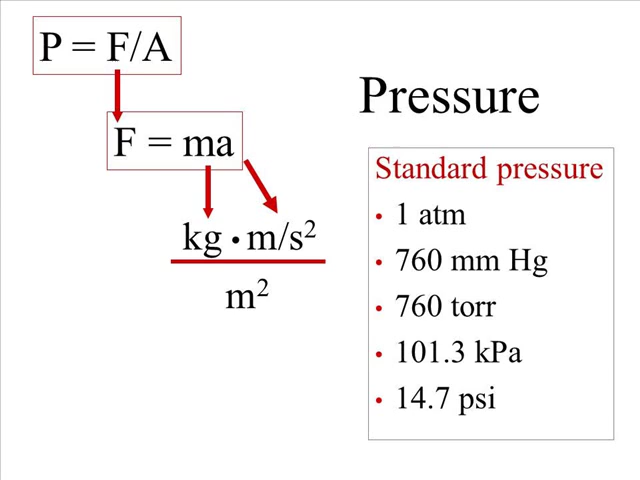 P = F/A
F = ma
kg • m/s²
m²
Pressure
Standard pressure
• 1 atm
• 760 mm Hg
• 760 torr
• 101.3 kPa
• 14.7 psi